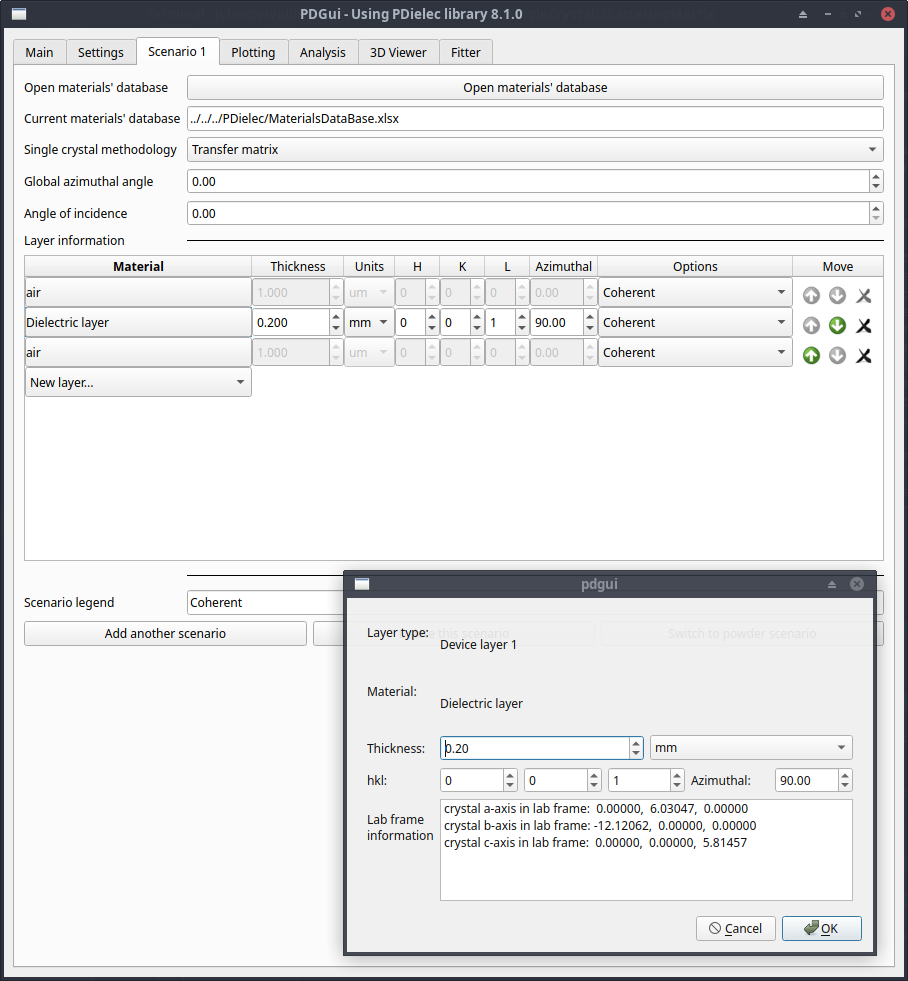 PDGui - Using PDielec library 8.1.0
Main Settings Scenario 1 Plotting Analysis 3D Viewer Fitter
Open materials' database Open materials' database
Current materials' database ../../../PDielec/MaterialsDataBase.xlsx
Single crystal methodology Transfer matrix
Global azimuthal angle 0.00
Angle of incidence 0.00
Layer information
Material Thickness Units H K L Azimuthal Options Move
air 1.000 um 0 0 0 0.00 Coherent
Dielectric layer 0.200 mm 0 0 1 90.00 Coherent
air 1.000 um 0 0 0 0.00 Coherent
New layer...
Scenario legend Coherent
Add another scenario this scenario Switch to powder scenario
pdgui
Layer type: Device layer 1
Material: Dielectric layer
Thickness: 0.20 mm
hkl: 0 0 1 Azimuthal: 90.00
Lab frame information
crystal a-axis in lab frame: 0.00000, 6.03047, 0.00000
crystal b-axis in lab frame: -12.12062, 0.00000, 0.00000
crystal c-axis in lab frame: 0.00000, 0.00000, 5.81457
Cancel OK